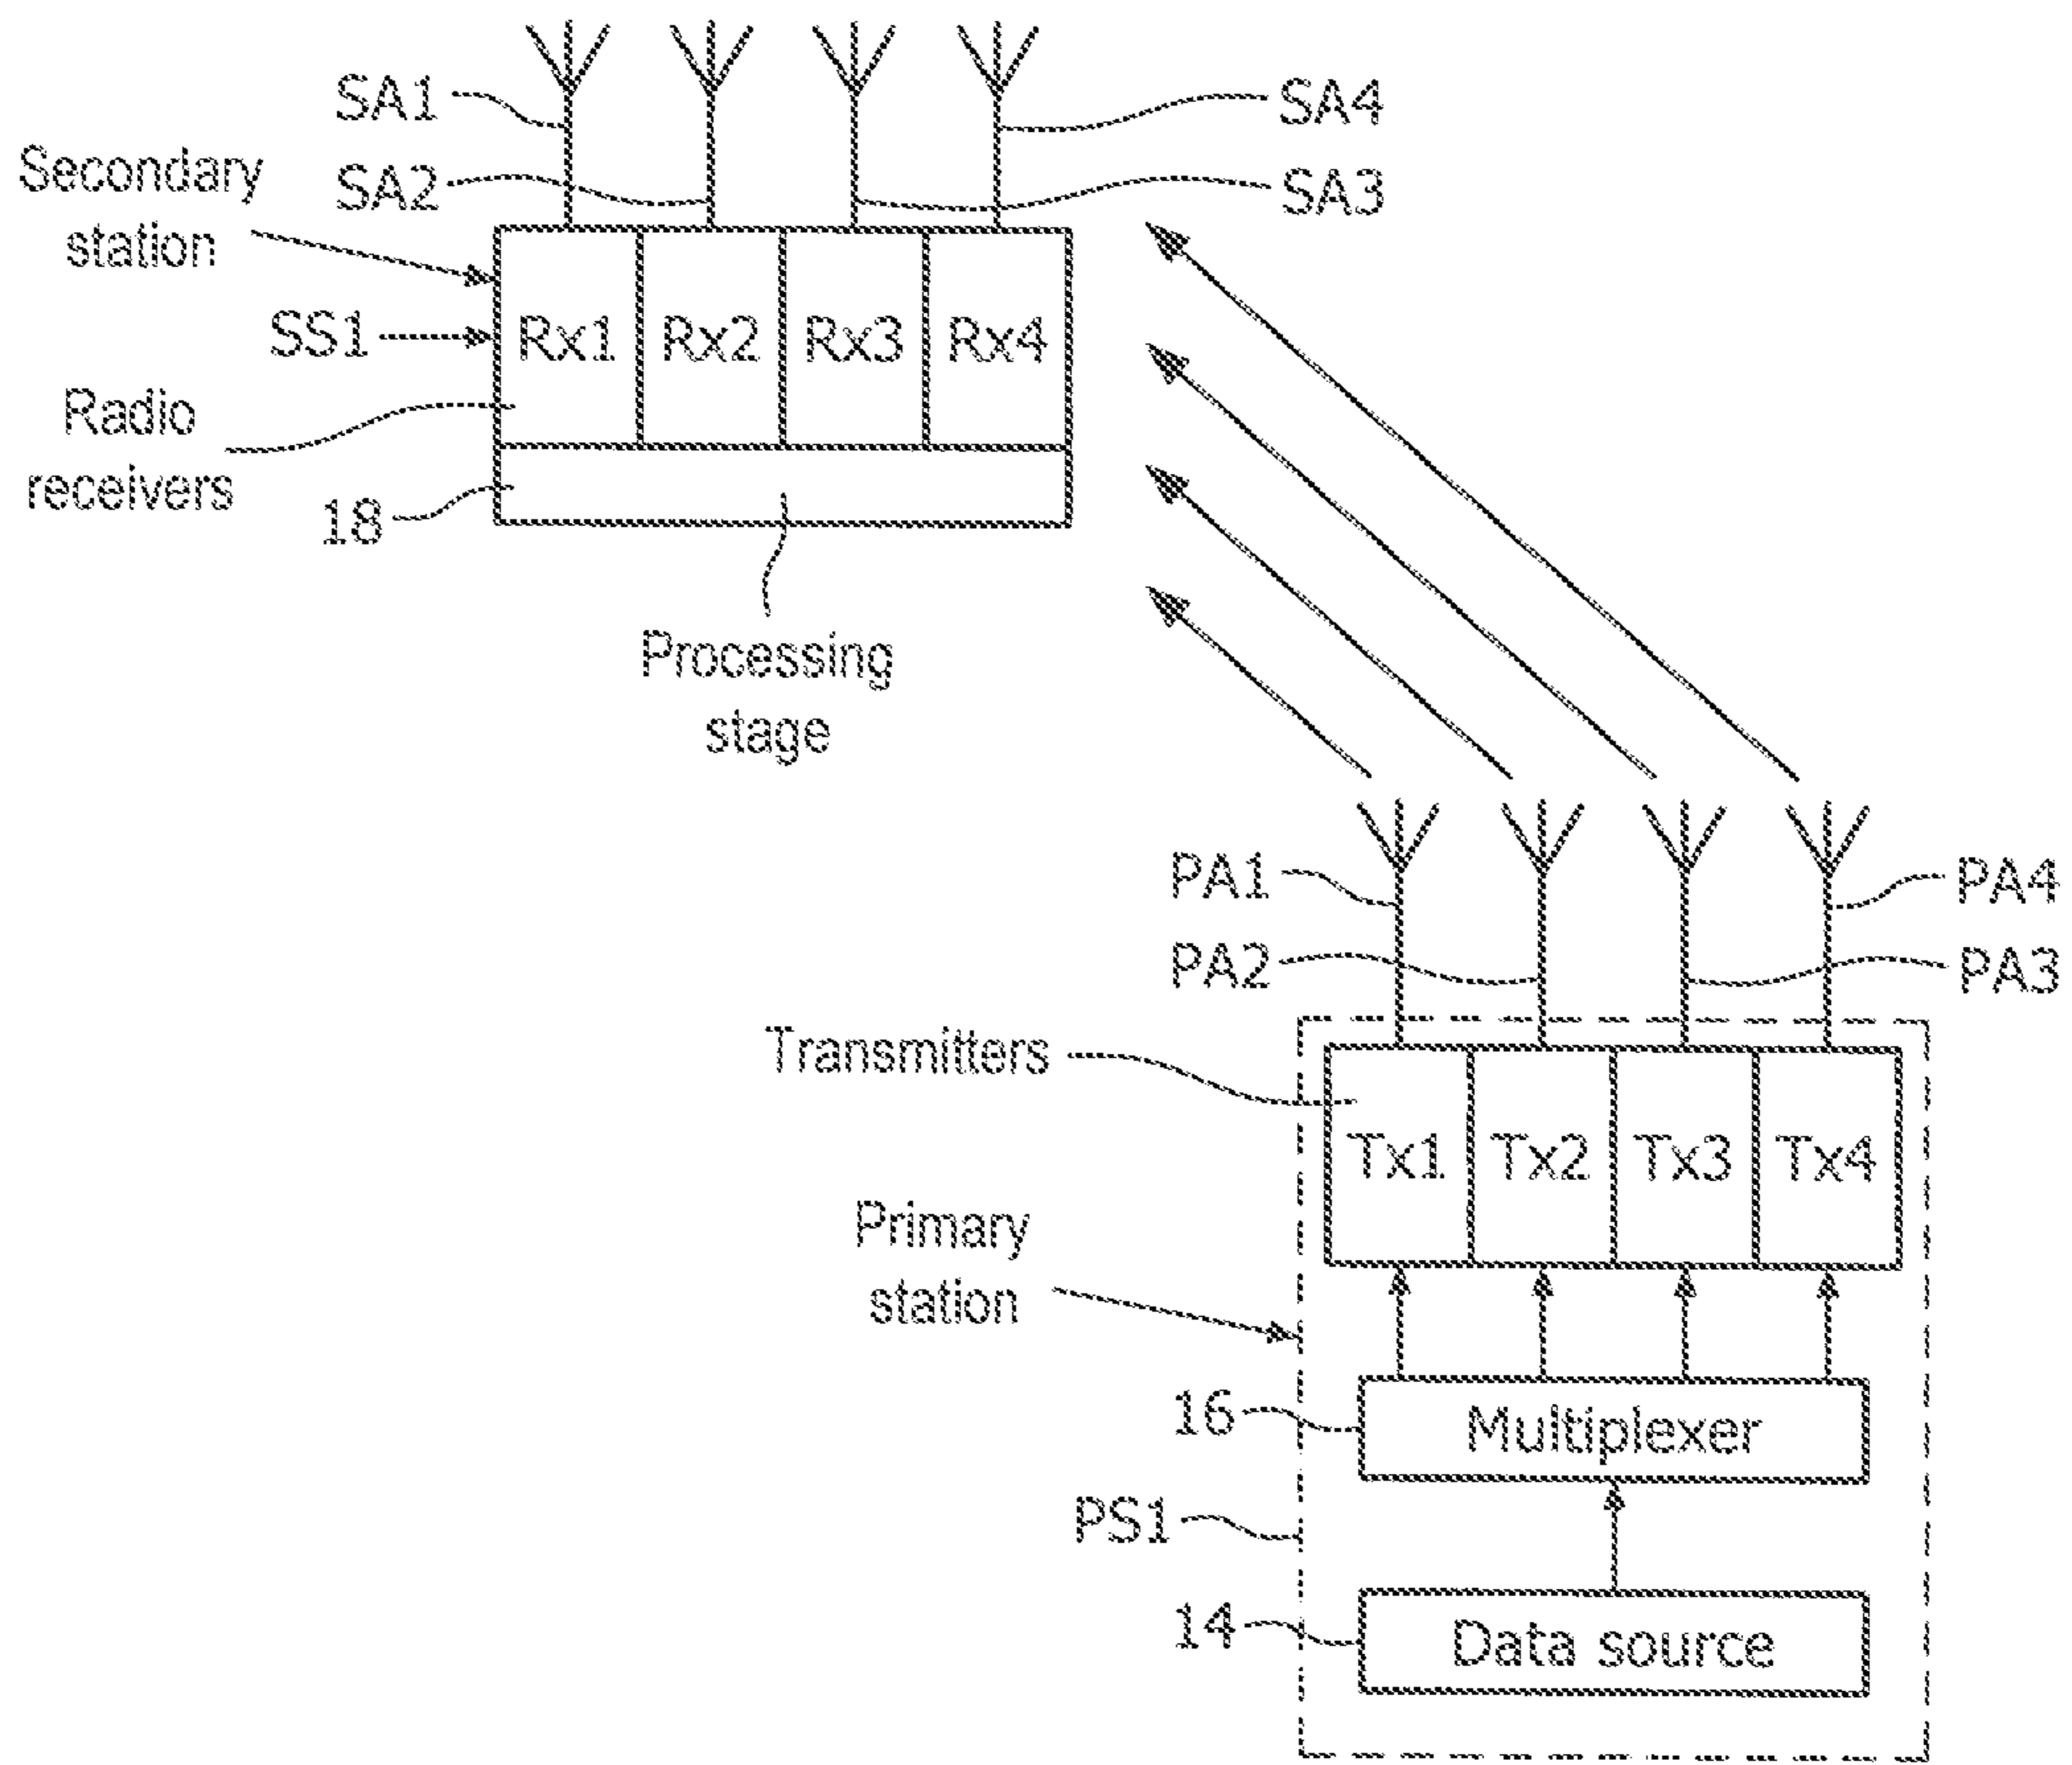 SA1
SA4
Secondary
station
SA2
SA3
SS1
Rx1 Rx2 Rx3 Rx4
Radio
receivers
18
Processing
stage
PA1
PA4
PA2
PA3
Transmitters
Tx1 Tx2 Tx3 Tx4
Primary
station
16
Multiplexer
PS1
14
Data source